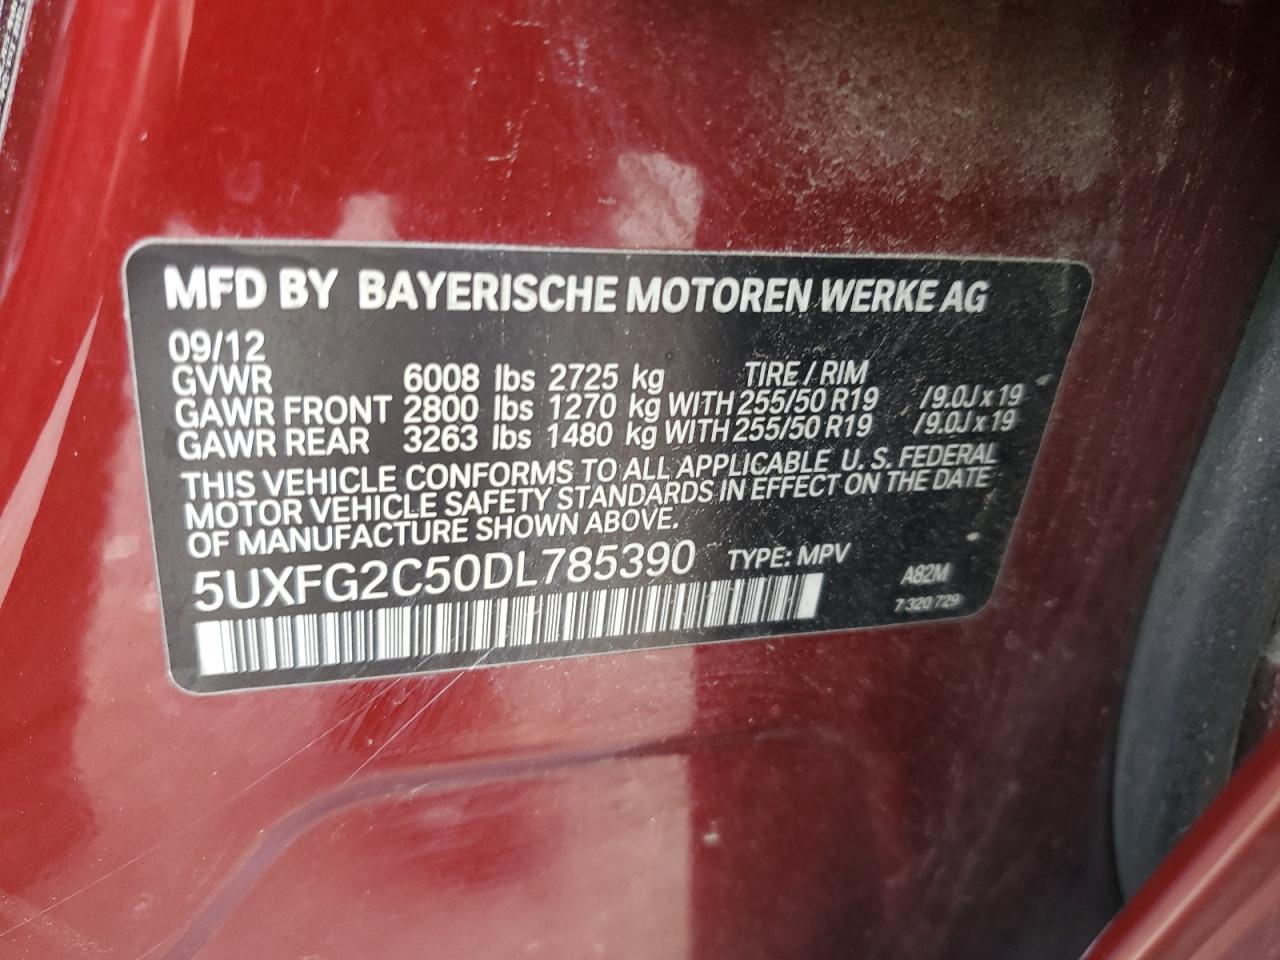 MFD BY BAYERISCHE MOTOREN WERKE AG
09/12
GVWR 6008 lbs 2725 kg TIRE / RIM
GAWR FRONT 2800 lbs 1270 kg WITH 255/50 R19 /9.0J x 19
GAWR REAR 3263 lbs 1480 kg WITH 255/50 R19 /9.0J x 19
THIS VEHICLE CONFORMS TO ALL APPLICABLE U. S. FEDERAL
MOTOR VEHICLE SAFETY STANDARDS IN EFFECT ON THE DATE
OF MANUFACTURE SHOWN ABOVE.
5UXFG2C50DL785390 TYPE: MPV
A82M
7 320 729